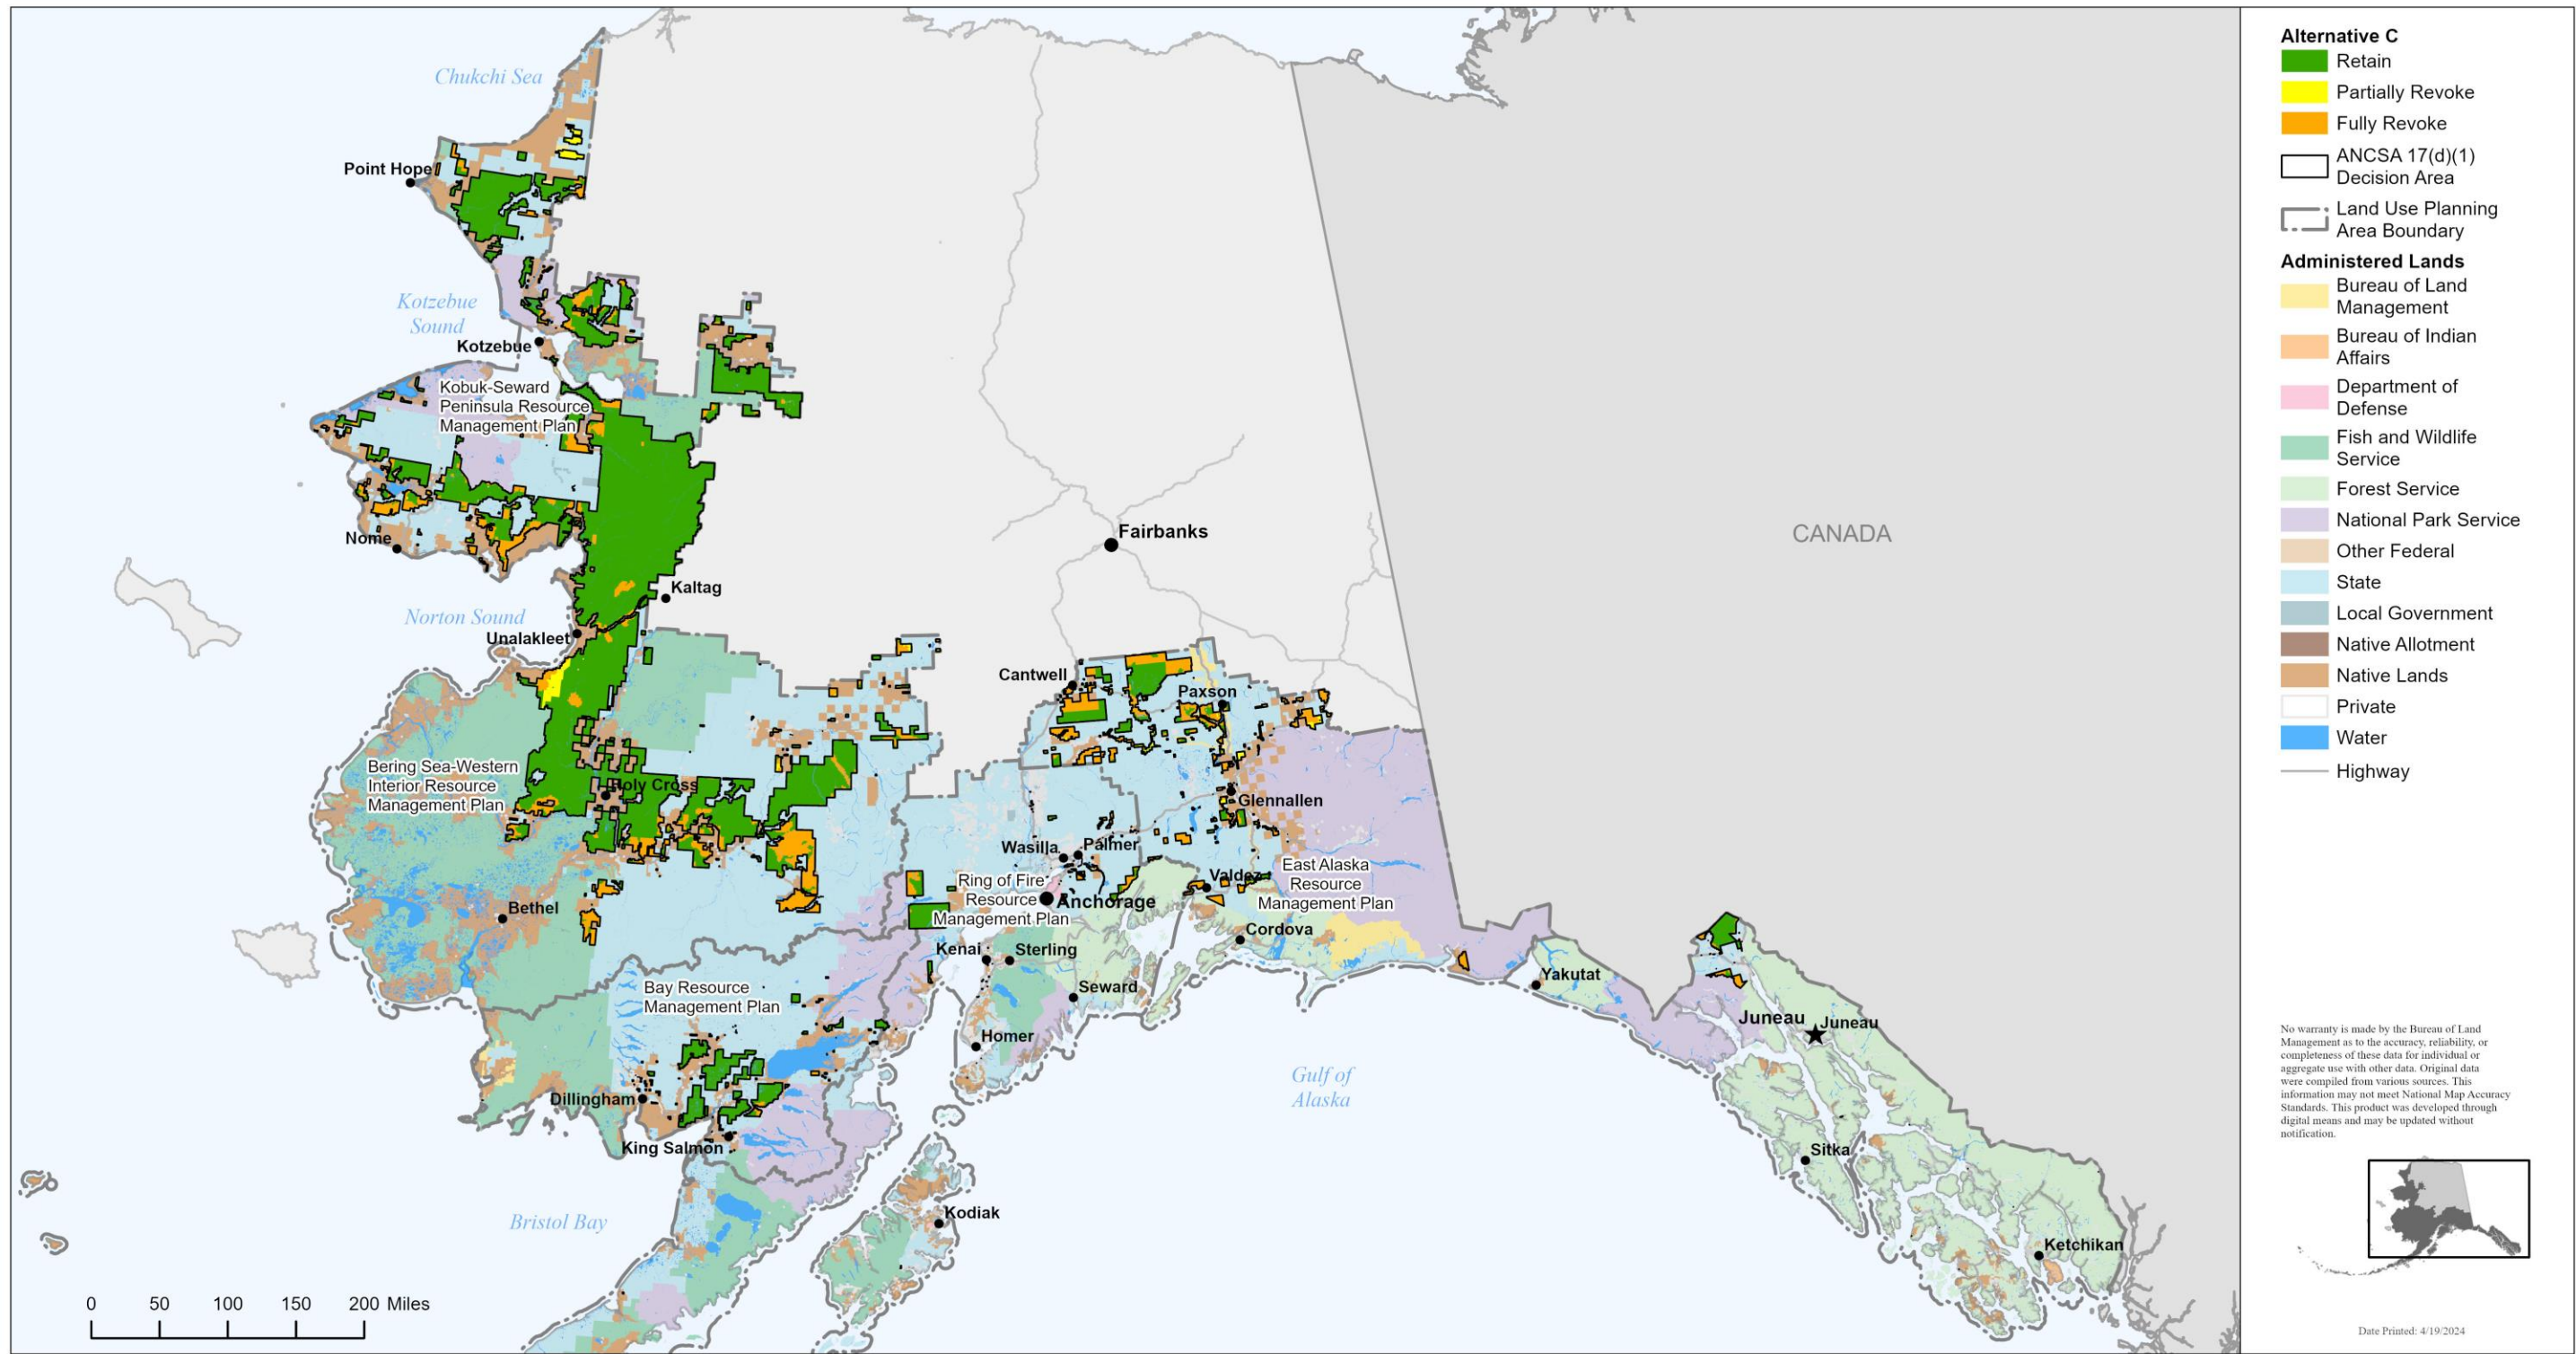 Chukchi Sea
Point Hope
Kotzebue
Sound
Kotzebue
Kobuk-Seward
Peninsula Resource
Management Plan
Nome
Norton Sound
Unalakleet
Kaltag
Fairbanks
CANADA
Cantwell
Paxson
Bering Sea-Western
Interior Resource
Management Plan
Holy Cross
Glennallen
Wasilla
Palmer
Ring of Fire
Resource
Management Plan
Anchorage
Valdez
East Alaska
Resource
Management Plan
Bethel
Cordova
Kenai
Sterling
Seward
Homer
Bay Resource
Management Plan
Yakutat
Juneau
Juneau
Dillingham
King Salmon
Gulf of
Alaska
Sitka
Kodiak
Bristol Bay
Ketchikan
0 50 100 150 200 Miles
Alternative C
Retain
Partially Revoke
Fully Revoke
ANCSA 17(d)(1)
Decision Area
Land Use Planning
Area Boundary
Administered Lands
Bureau of Land
Management
Bureau of Indian
Affairs
Department of
Defense
Fish and Wildlife
Service
Forest Service
National Park Service
Other Federal
State
Local Government
Native Allotment
Native Lands
Private
Water
Highway
No warranty is made by the Bureau of Land
Management as to the accuracy, reliability, or
completeness of these data for individual or
aggregate use with other data. Original data
were compiled from various sources. This
information may not meet National Map Accuracy
Standards. This product was developed through
digital means and may be updated without
notification.
Date Printed: 4/19/2024